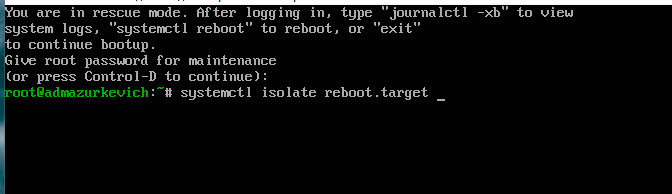 You are in rescue mode. After logging in, type "journalctl -xb" to view
system logs, "systemctl reboot" to reboot, or "exit"
to continue bootup.
Give root password for maintenance
(or press Control-D to continue):
root@admazurkevich:~# systemctl isolate reboot.target _